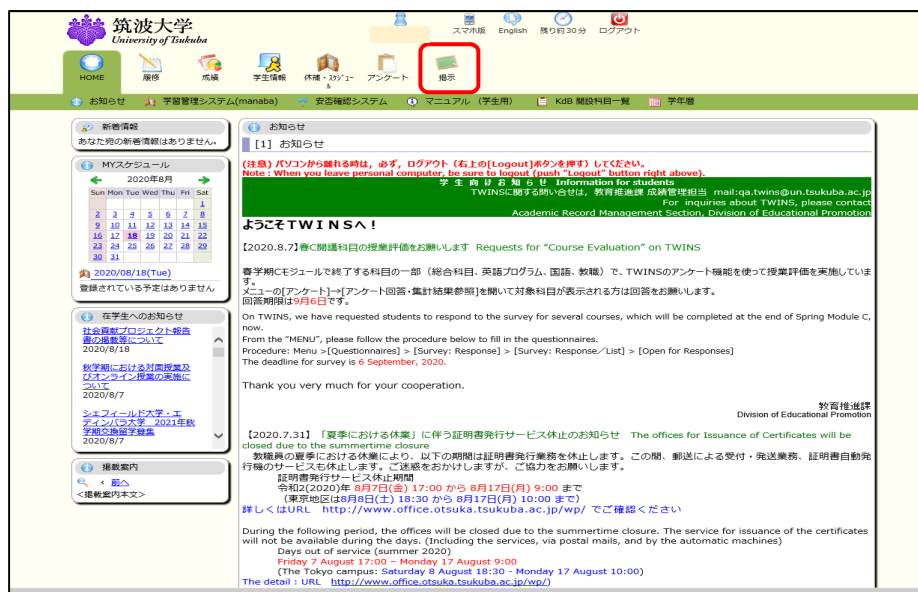 筑波大学
University of Tsukuba
スマホ版 English 残り約30分 ログアウト
HOME 履修 成績 学生情報 休補・スケジュール アンケート 掲示
お知らせ 学習管理システム(manaba) 安否確認システム マニュアル (学生用) KdB 開設科目一覧 学年暦
新着情報
あなた宛の新着情報はありません。
MYスケジュール
2020年8月
Sun Mon Tue Wed Thu Fri Sat
1
2 3 4 5 6 7 8
9 10 11 12 13 14 15
16 17 18 19 20 21 22
23 24 25 26 27 28 29
30 31
2020/08/18(Tue)
登録されている予定はありません
在学生へのお知らせ
社会貢献プロジェクト報告
書の掲載等について
2020/8/18
秋学期における対面授業及
びオンライン授業の実施に
ついて
2020/8/7
シェフィールド大学・エ
ディンバラ大学 2021年秋
学期交換留学募集
2020/8/7
掲載案内
< 前へ
<掲載案内本文>
お知らせ
[1] お知らせ
(注意) パソコンから離れる時は，必ず，ログアウト（右上の[Logout]ボタンを押す）してください。
Note : When you leave personal computer, be sure to logout (push "Logout" button right above).
学 生 向 け お 知 ら せ Information for students
TWINSに関する問い合せは，教育推進課 成績管理担当 mail:qa.twins@un.tsukuba.ac.jp
For inquiries about TWINS, please contact
Academic Record Management Section, Division of Educational Promotion
ようこそＴＷＩＮＳへ！
【2020.8.7】春C開講科目の授業評価をお願いします Requests for “Course Evaluation” on TWINS
春学期Cモジュールで終了する科目の一部（総合科目、英語プログラム、国語、教職）で、TWINSのアンケート機能を使って授業評価を実施していま
す。
メニューの[アンケート]→[アンケート回答・集計結果参照]を開いて対象科目が表示される方は回答をお願いします。
回答期限は9月6日です。
On TWINS, we have requested students to respond to the survey for several courses, which will be completed at the end of Spring Module C,
now.
From the “MENU”, please follow the procedure below to fill in the questionnaires.
Procedure: Menu >[Questionnaires] > [Survey: Response] > [Survey: Response／List] > [Open for Responses]
The deadline for survey is 6 September, 2020.
Thank you very much for your cooperation.
教育推進課
Division of Educational Promotion
【2020.7.31】「夏季における休業」に伴う証明書発行サービス休止のお知らせ The offices for Issuance of Certificates will be
closed due to the summertime closure
教職員の夏季における休業により、以下の期間は証明書発行業務を休止します。この間、郵送による受付・発送業務、証明書自動発
行機のサービスも休止します。ご迷惑をおかけしますが、ご協力をお願いします。
証明書発行サービス休止期間
令和2(2020)年 8月7日(金) 17:00 から 8月17日(月) 9:00 まで
（東京地区は8月8日(土) 18:30 から 8月17日(月) 10:00 まで）
詳しくはURL http://www.office.otsuka.tsukuba.ac.jp/wp/ でご確認ください
During the following period, the offices will be closed due to the summertime closure. The service for issuance of the certificates
will not be available during the days. (Including the services, via postal mails, and by the automatic machines)
Days out of service (summer 2020)
Friday 7 August 17:00 – Monday 17 August 9:00
(The Tokyo campus: Saturday 8 August 18:30 - Monday 17 August 10:00)
The detail : URL http://www.office.otsuka.tsukuba.ac.jp/wp/)